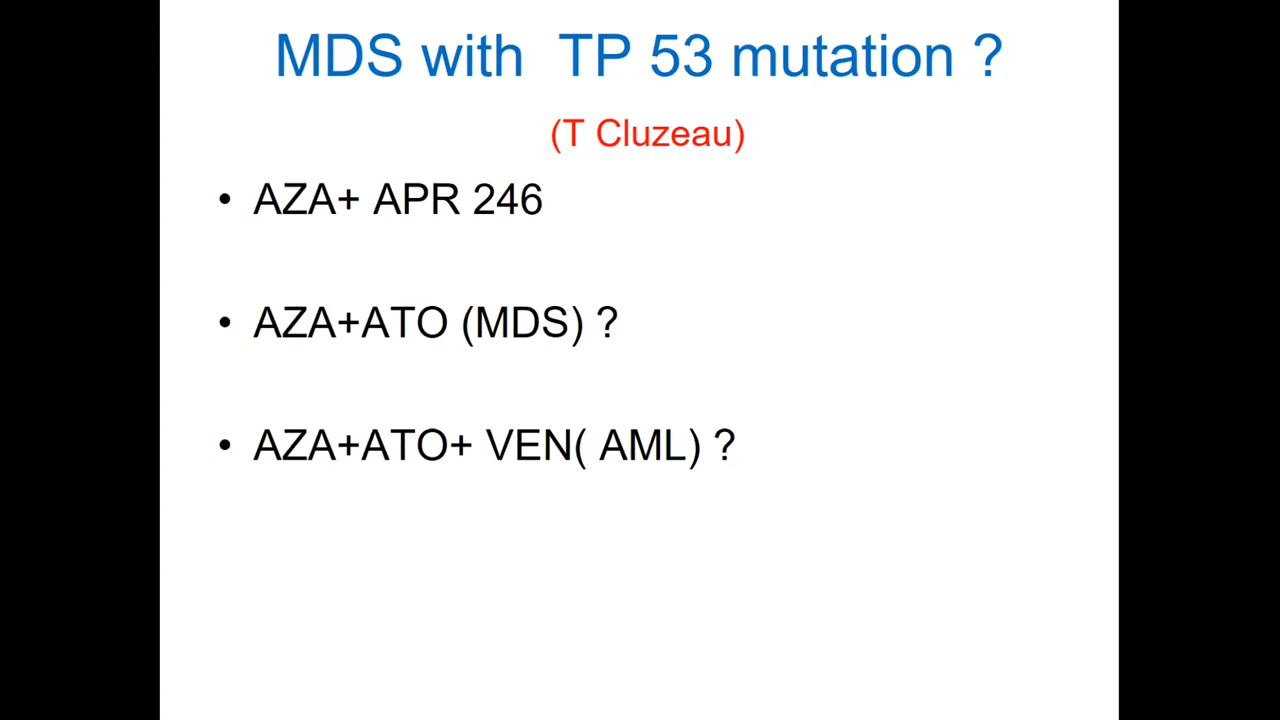 MDS with  TP 53 mutation ?
(T Cluzeau)
• AZA+ APR 246
• AZA+ATO (MDS) ?
• AZA+ATO+ VEN( AML) ?